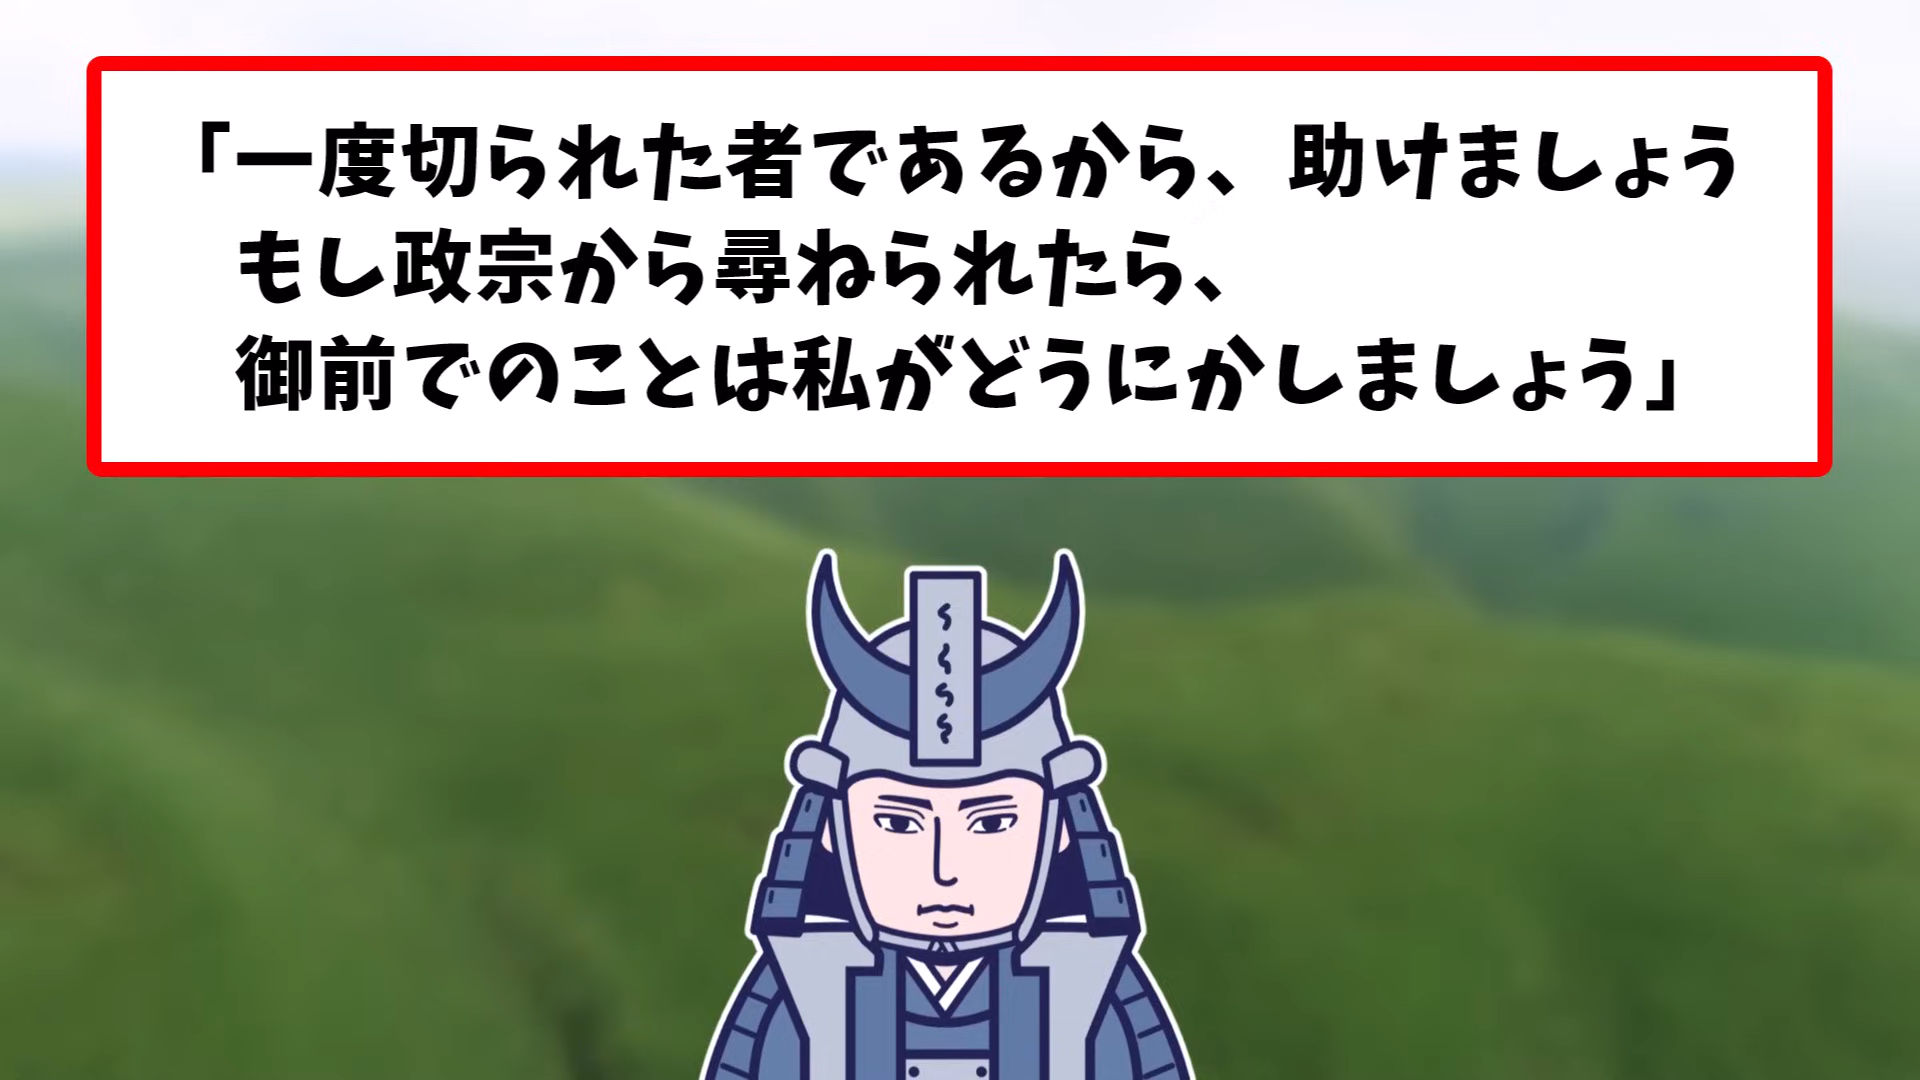 「一度切られた者であるから、助けましょう
もし政宗から尋ねられたら、
御前でのことは私がどうにかしましょう」